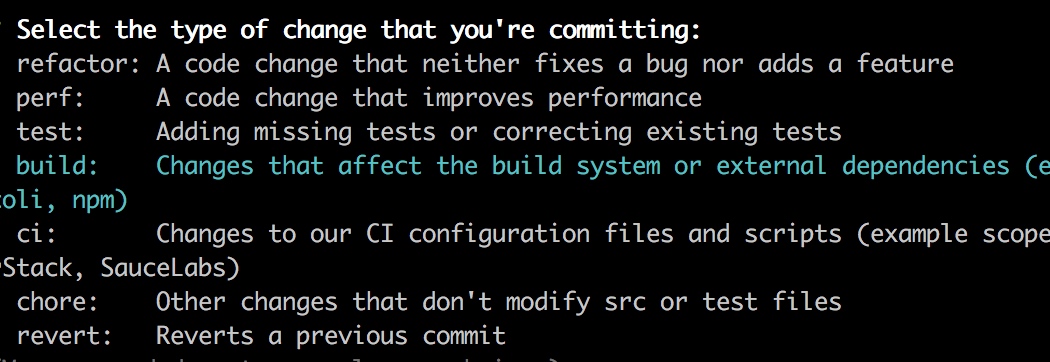 Select the type of change that you're committing:
refactor: A code change that neither fixes a bug nor adds a feature
perf: A code change that improves performance
test: Adding missing tests or correcting existing tests
build: Changes that affect the build system or external dependencies (e
coli, npm)
ci: Changes to our CI configuration files and scripts (example scope
rStack, SauceLabs)
chore: Other changes that don't modify src or test files
revert: Reverts a previous commit